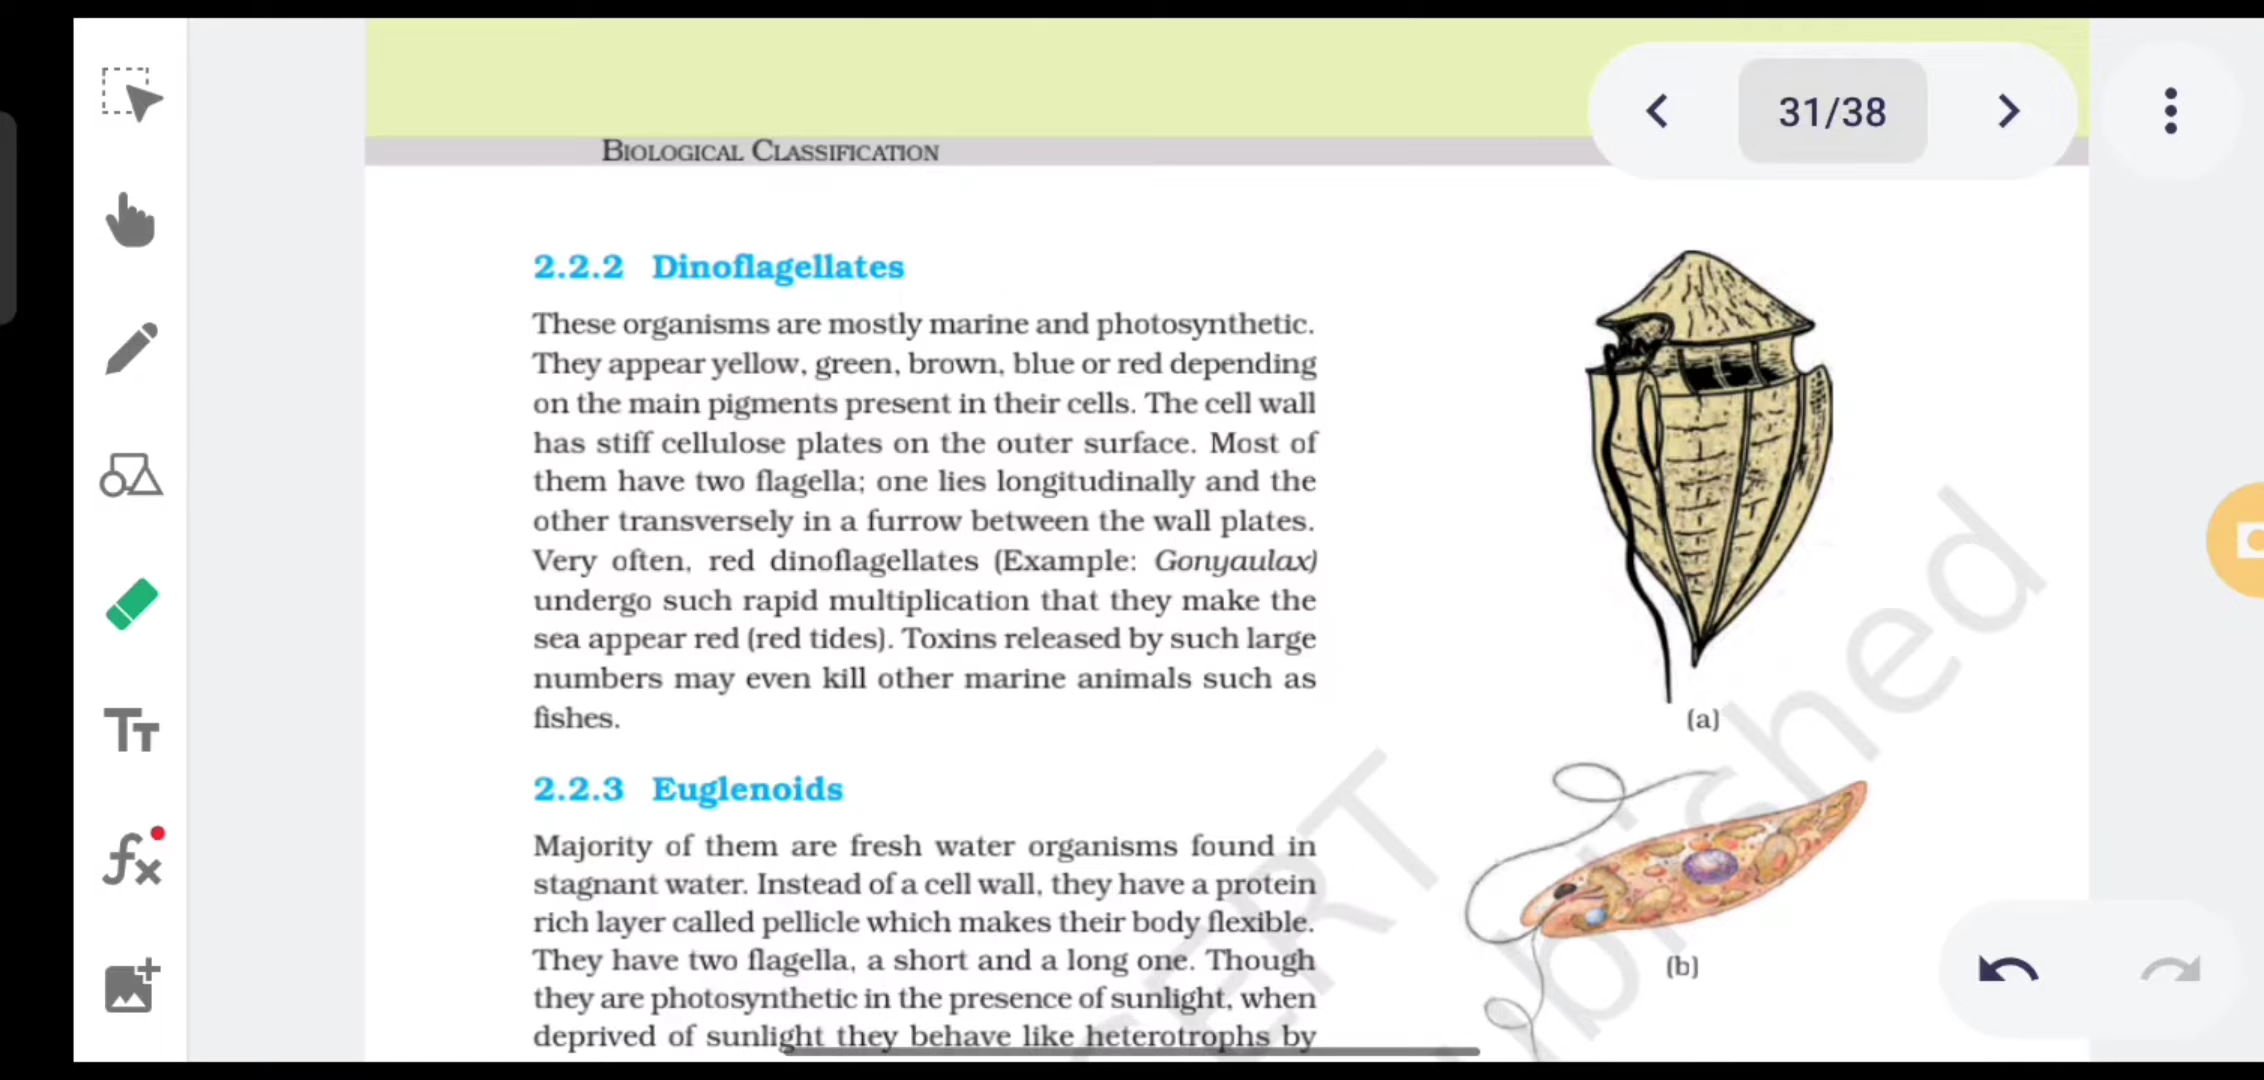 31/38
BIOLOGICAL CLASSIFICATION
2.2.2 Dinoflagellates
These organisms are mostly marine and photosynthetic.
They appear yellow, green, brown, blue or red depending
on the main pigments present in their cells. The cell wall
has stiff cellulose plates on the outer surface. Most of
them have two flagella; one lies longitudinally and the
other transversely in a furrow between the wall plates.
Very often, red dinoflagellates (Example: Gonyaulax)
undergo such rapid multiplication that they make the
sea appear red (red tides). Toxins released by such large
numbers may even kill other marine animals such as
fishes.
(a)
2.2.3 Euglenoids
Majority of them are fresh water organisms found in
stagnant water. Instead of a cell wall, they have a protein
rich layer called pellicle which makes their body flexible.
They have two flagella, a short and a long one. Though
they are photosynthetic in the presence of sunlight, when
deprived of sunlight they behave like heterotrophs by
(b)
TT
fx